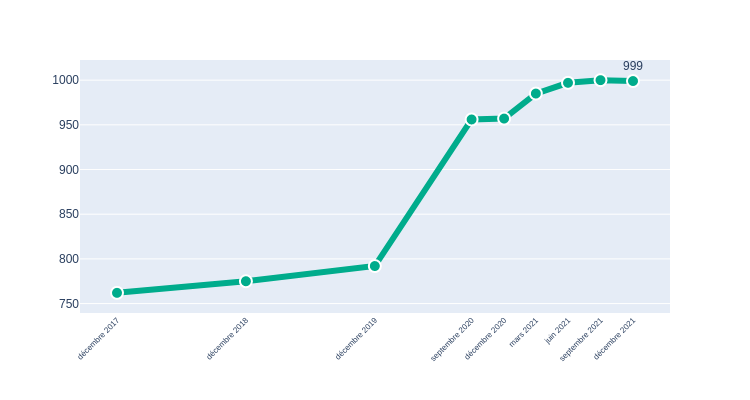 999
1000
950
900
850
800
750
décembre 2017
décembre 2018
décembre 2019
septembre 2020
décembre 2020
mars 2021
juin 2021
septembre 2021
décembre 2021